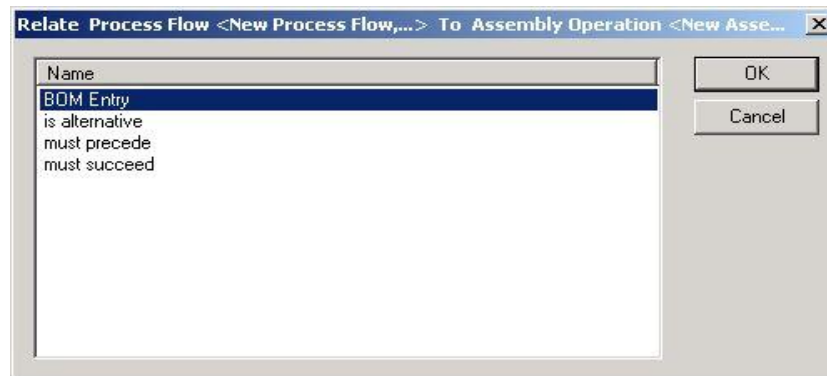 Relate Process Flow <New Process Flow,...> To Assembly Operation <New Asse...
Name
OK
BOM Entry
is alternative
Cancel
must precede
must succeed